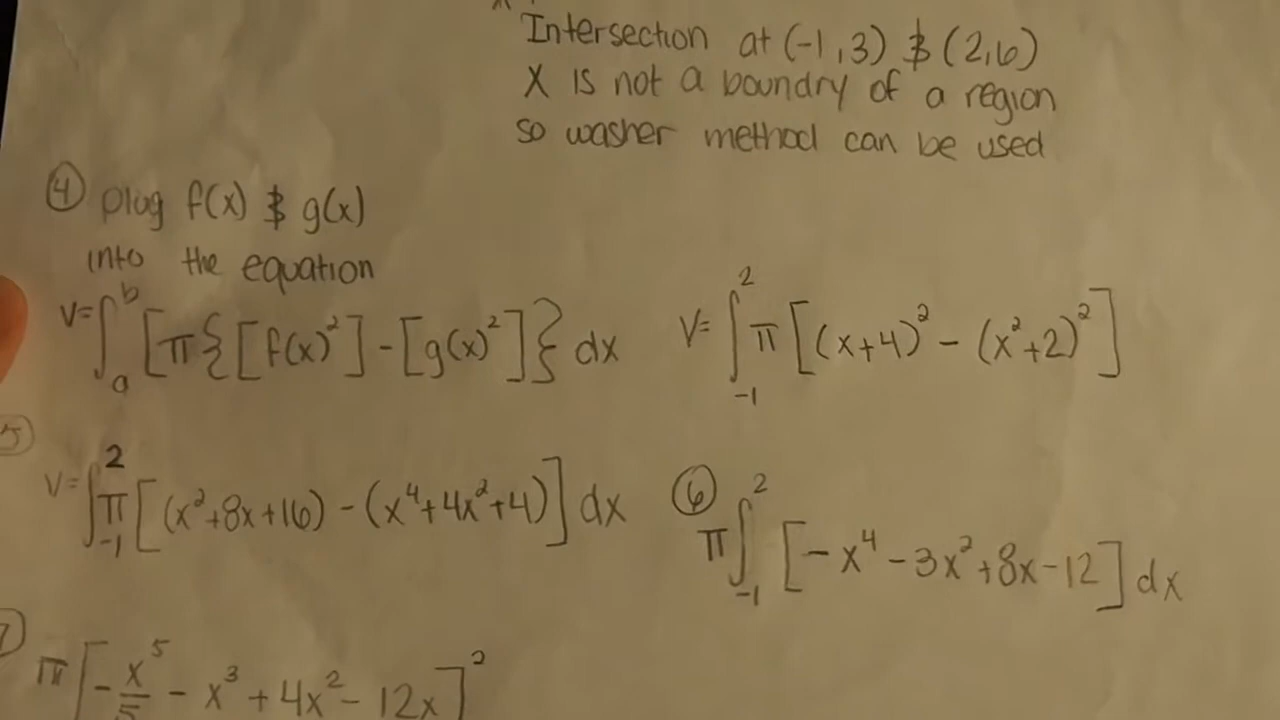 Intersection at (-1,3) $ (2,6)
X is not a boundry of a region
so washer method can be used
④ plug f(x) $ g(x)
into the equation
V=∫_a^b [π{[f(x)²]-[g(x)²]} dx
V=∫_{-1}^{2} π[(x+4)²-(x²+2)²]
5
V=∫_{-1}^{2} π[(x²+8x+16)-(x⁴+4x²+4)] dx
⑥ π∫_{-1}^{2} [-x⁴-3x²+8x-12] dx
7
π[-x⁵/5 - x³+4x²-12x]²